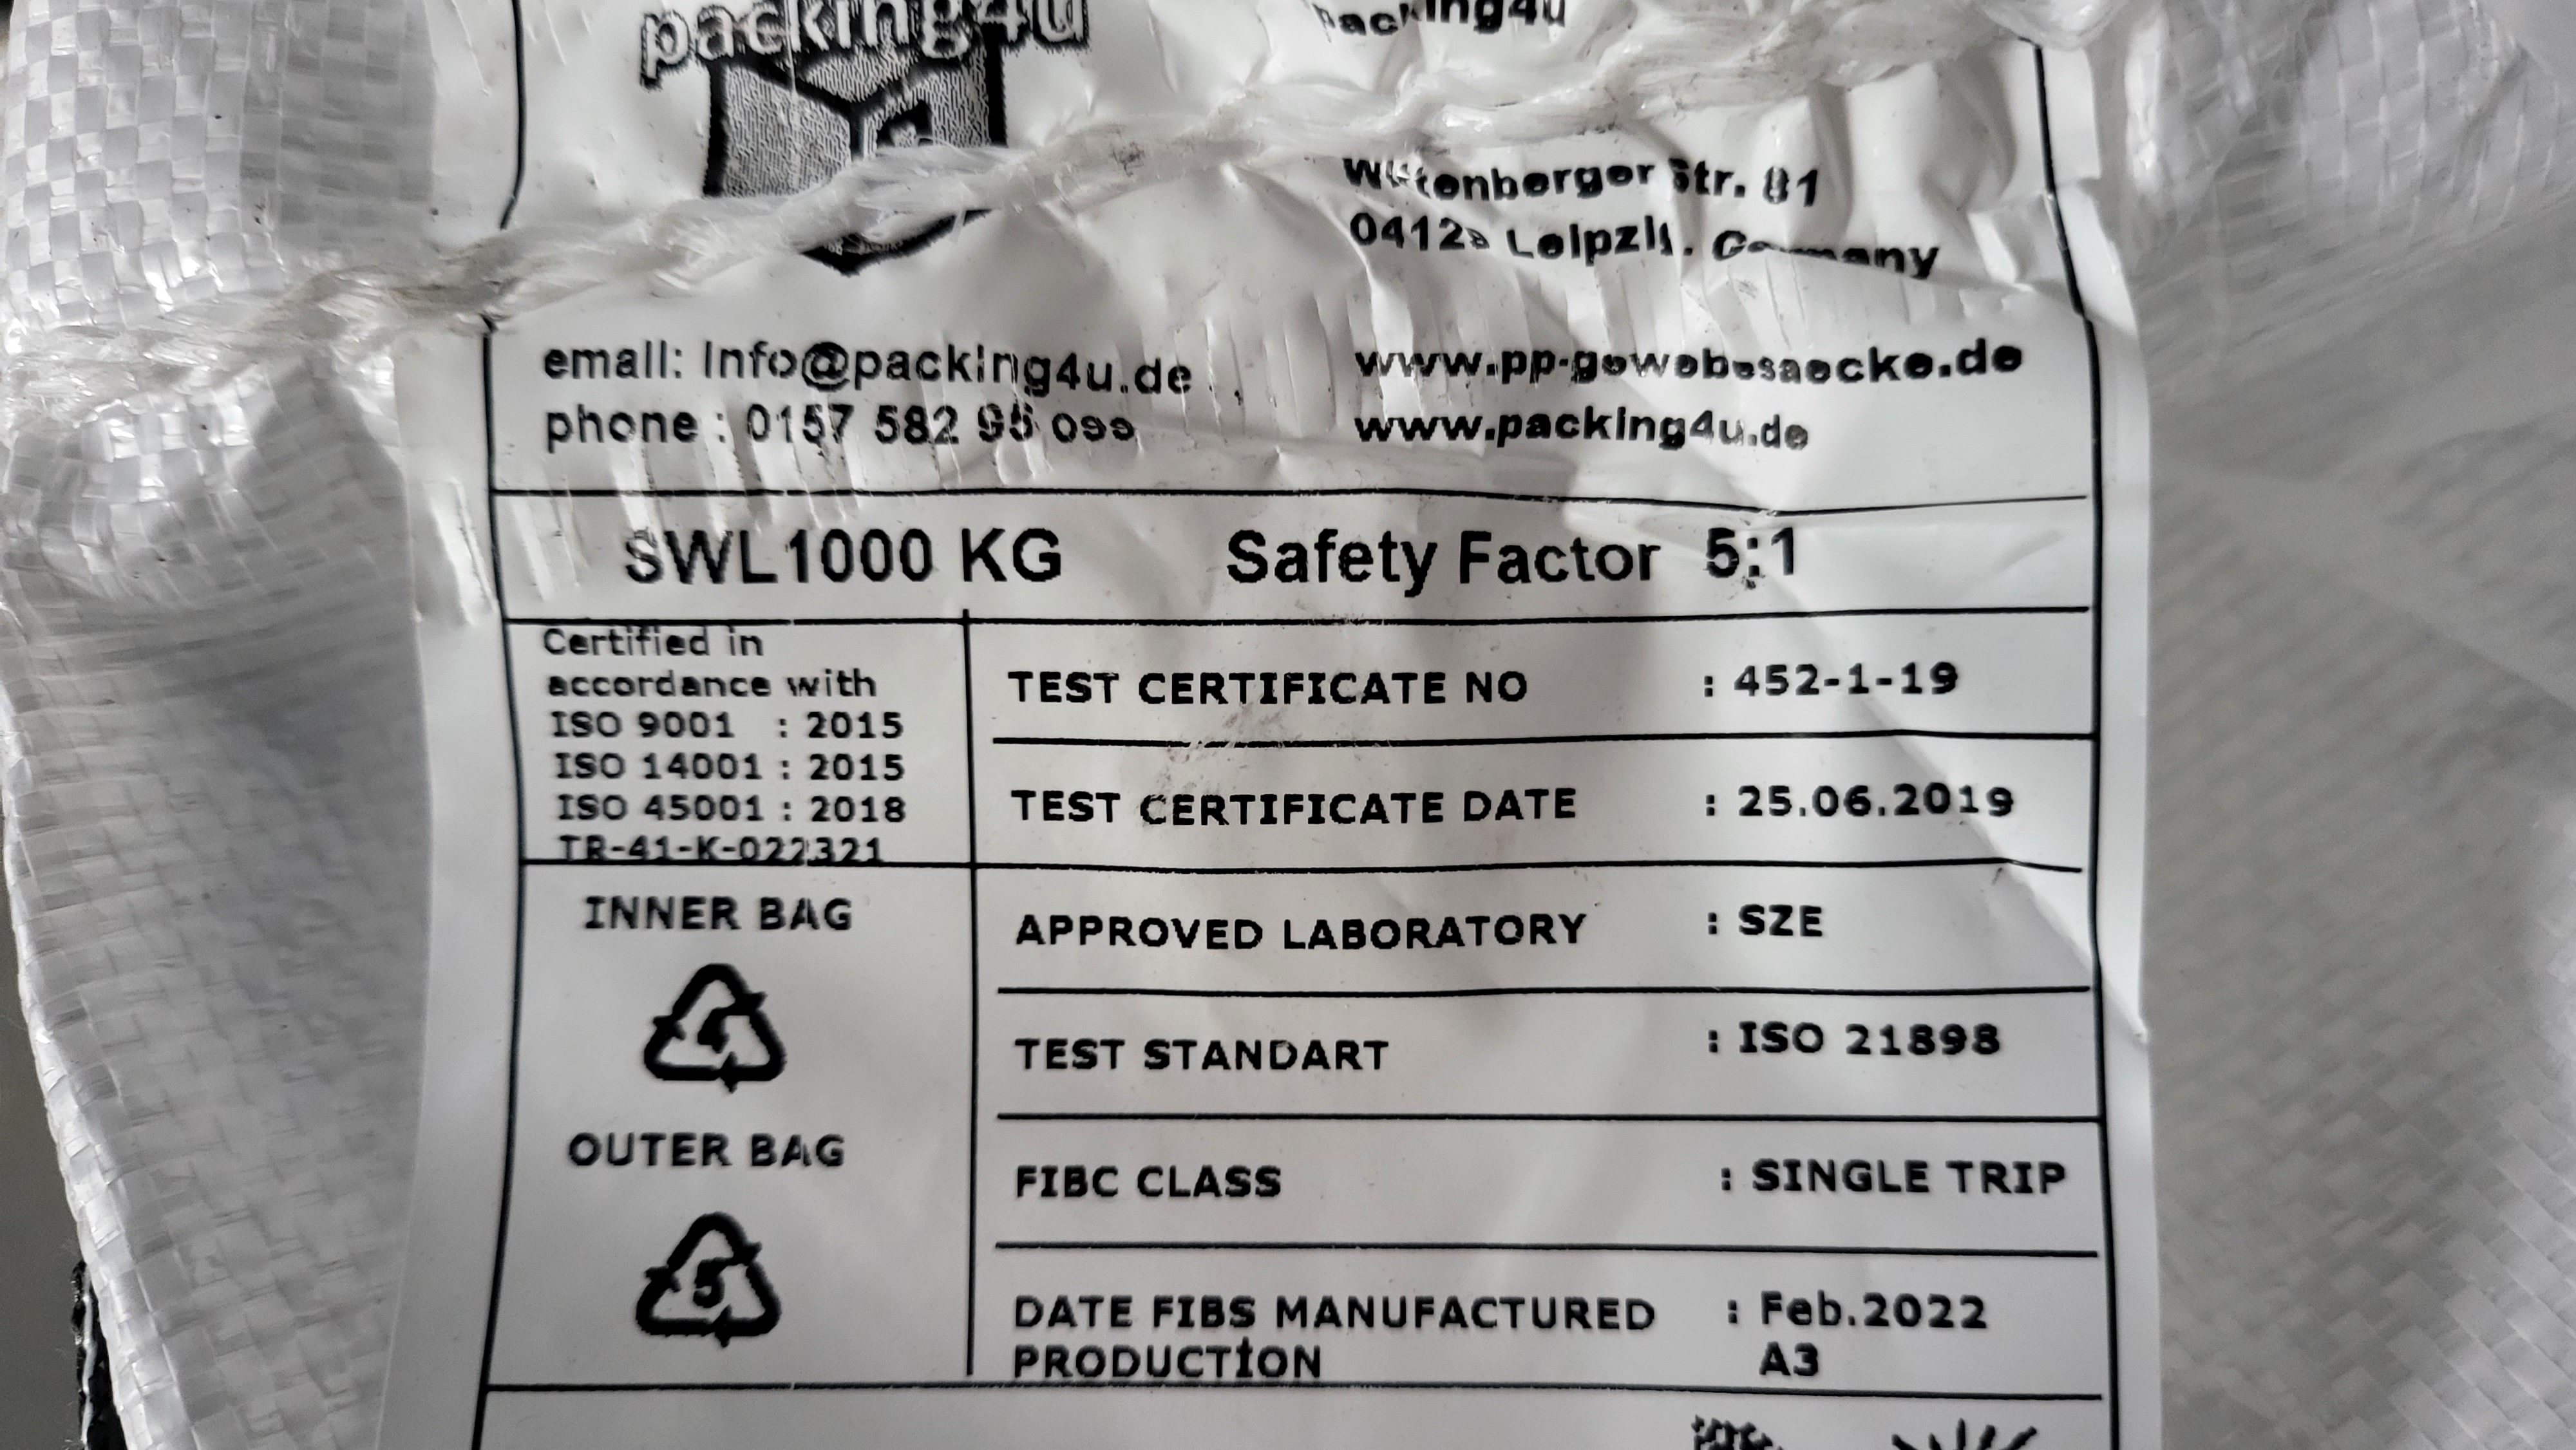 packing4u
packing4u
Str. 81
email: Info@packing4u.de
www.pp-gewebesaecke.de
phone : 0157 582 95
www.packing4u.de
SWL1000 KG Safety Factor 5:1
Certified in
accordance with
ISO 9001 : 2015
ISO 14001 : 2015
ISO 45001 : 2018
TR-41-K-022321
TEST CERTIFICATE NO : 452-1-19
TEST CERTIFICATE DATE : 25.06.2019
INNER BAG
4
OUTER BAG
5
APPROVED LABORATORY : SZE
TEST STANDART : ISO 21898
FIBC CLASS : SINGLE TRIP
DATE FIBS MANUFACTURED : Feb.2022
PRODUCTİON A3